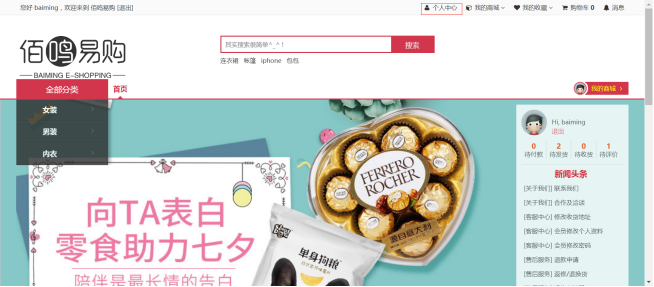 您好 baiming，欢迎来到 佰鸣易购 [退出]
个人中心 我的商城 我的收藏 购物车 0 消息
佰鸣易购
BAIMING E-SHOPPING
其实搜索很简单^_^！ 搜索
连衣裙 帐篷 iphone 包包
全部分类 首页 我的商城 >
女装 >
男装 >
内衣 >
Hi, baiming
退出
0 2 0 1
待付款 待发货 待收货 待评价
新闻头条
[关于我们] 联系我们
[关于我们] 合作及洽谈
[客服中心] 修改收货地址
[客服中心] 会员修改个人资料
[客服中心] 会员修改密码
[售后服务] 退款申请
[售后服务] 返修/退换货
FERRERO
ROCHER
向TA表白
零食助力七夕
陪伴是最长情的告白
单身狗粮